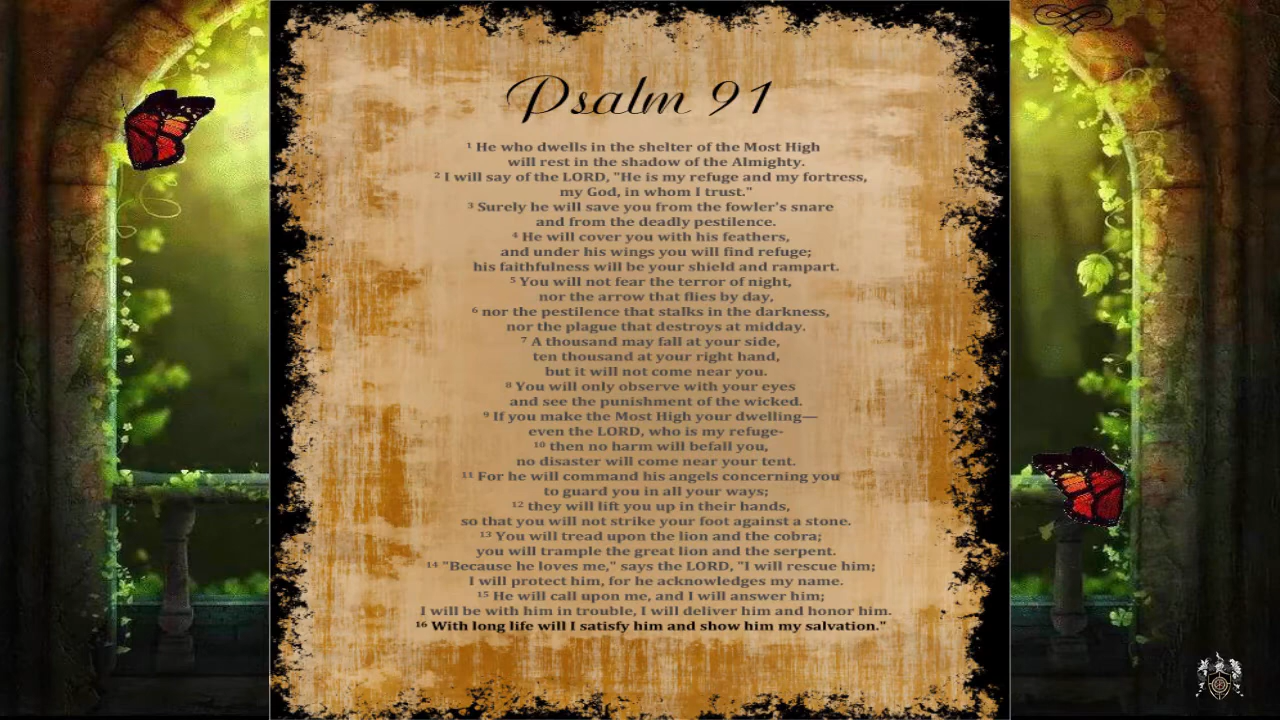 Psalm 91
¹ He who dwells in the shelter of the Most High
will rest in the shadow of the Almighty.
² I will say of the LORD, "He is my refuge and my fortress,
my God, in whom I trust."
³ Surely he will save you from the fowler's snare
and from the deadly pestilence.
⁴ He will cover you with his feathers,
and under his wings you will find refuge;
his faithfulness will be your shield and rampart.
⁵ You will not fear the terror of night,
nor the arrow that flies by day,
⁶ nor the pestilence that stalks in the darkness,
nor the plague that destroys at midday.
⁷ A thousand may fall at your side,
ten thousand at your right hand,
but it will not come near you.
⁸ You will only observe with your eyes
and see the punishment of the wicked.
⁹ If you make the Most High your dwelling—
even the LORD, who is my refuge-
¹⁰ then no harm will befall you,
no disaster will come near your tent.
¹¹ For he will command his angels concerning you
to guard you in all your ways;
¹² they will lift you up in their hands,
so that you will not strike your foot against a stone.
¹³ You will tread upon the lion and the cobra;
you will trample the great lion and the serpent.
¹⁴ "Because he loves me," says the LORD, "I will rescue him;
I will protect him, for he acknowledges my name.
¹⁵ He will call upon me, and I will answer him;
I will be with him in trouble, I will deliver him and honor him.
¹⁶ With long life will I satisfy him and show him my salvation."